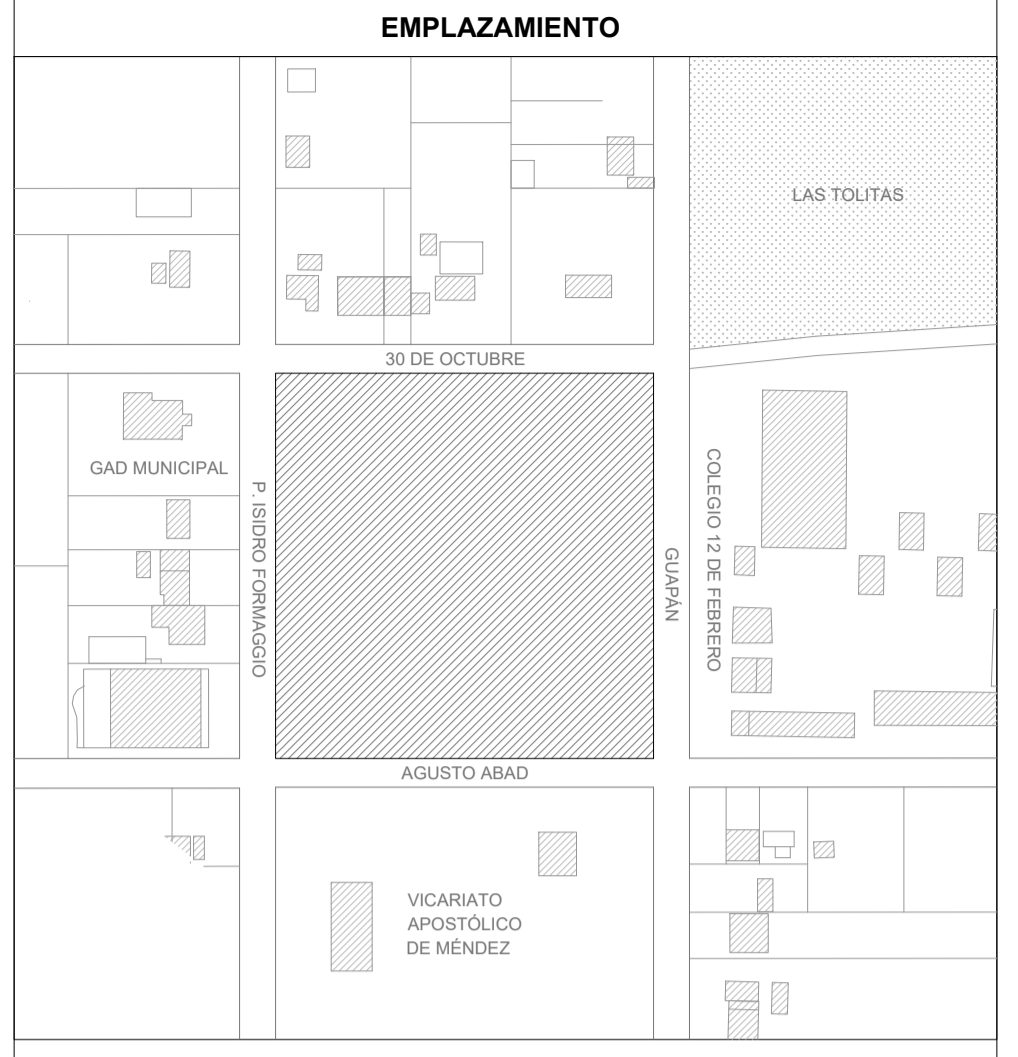 EMPLAZAMIENTO
LAS TOLITAS
30 DE OCTUBRE
GAD MUNICIPAL
P. ISIDRO FORMAGGIO
GUAPÁN
COLEGIO 12 DE FEBRERO
AGUSTO ABAD
VICARIATO
APOSTÓLICO
DE MÉNDEZ